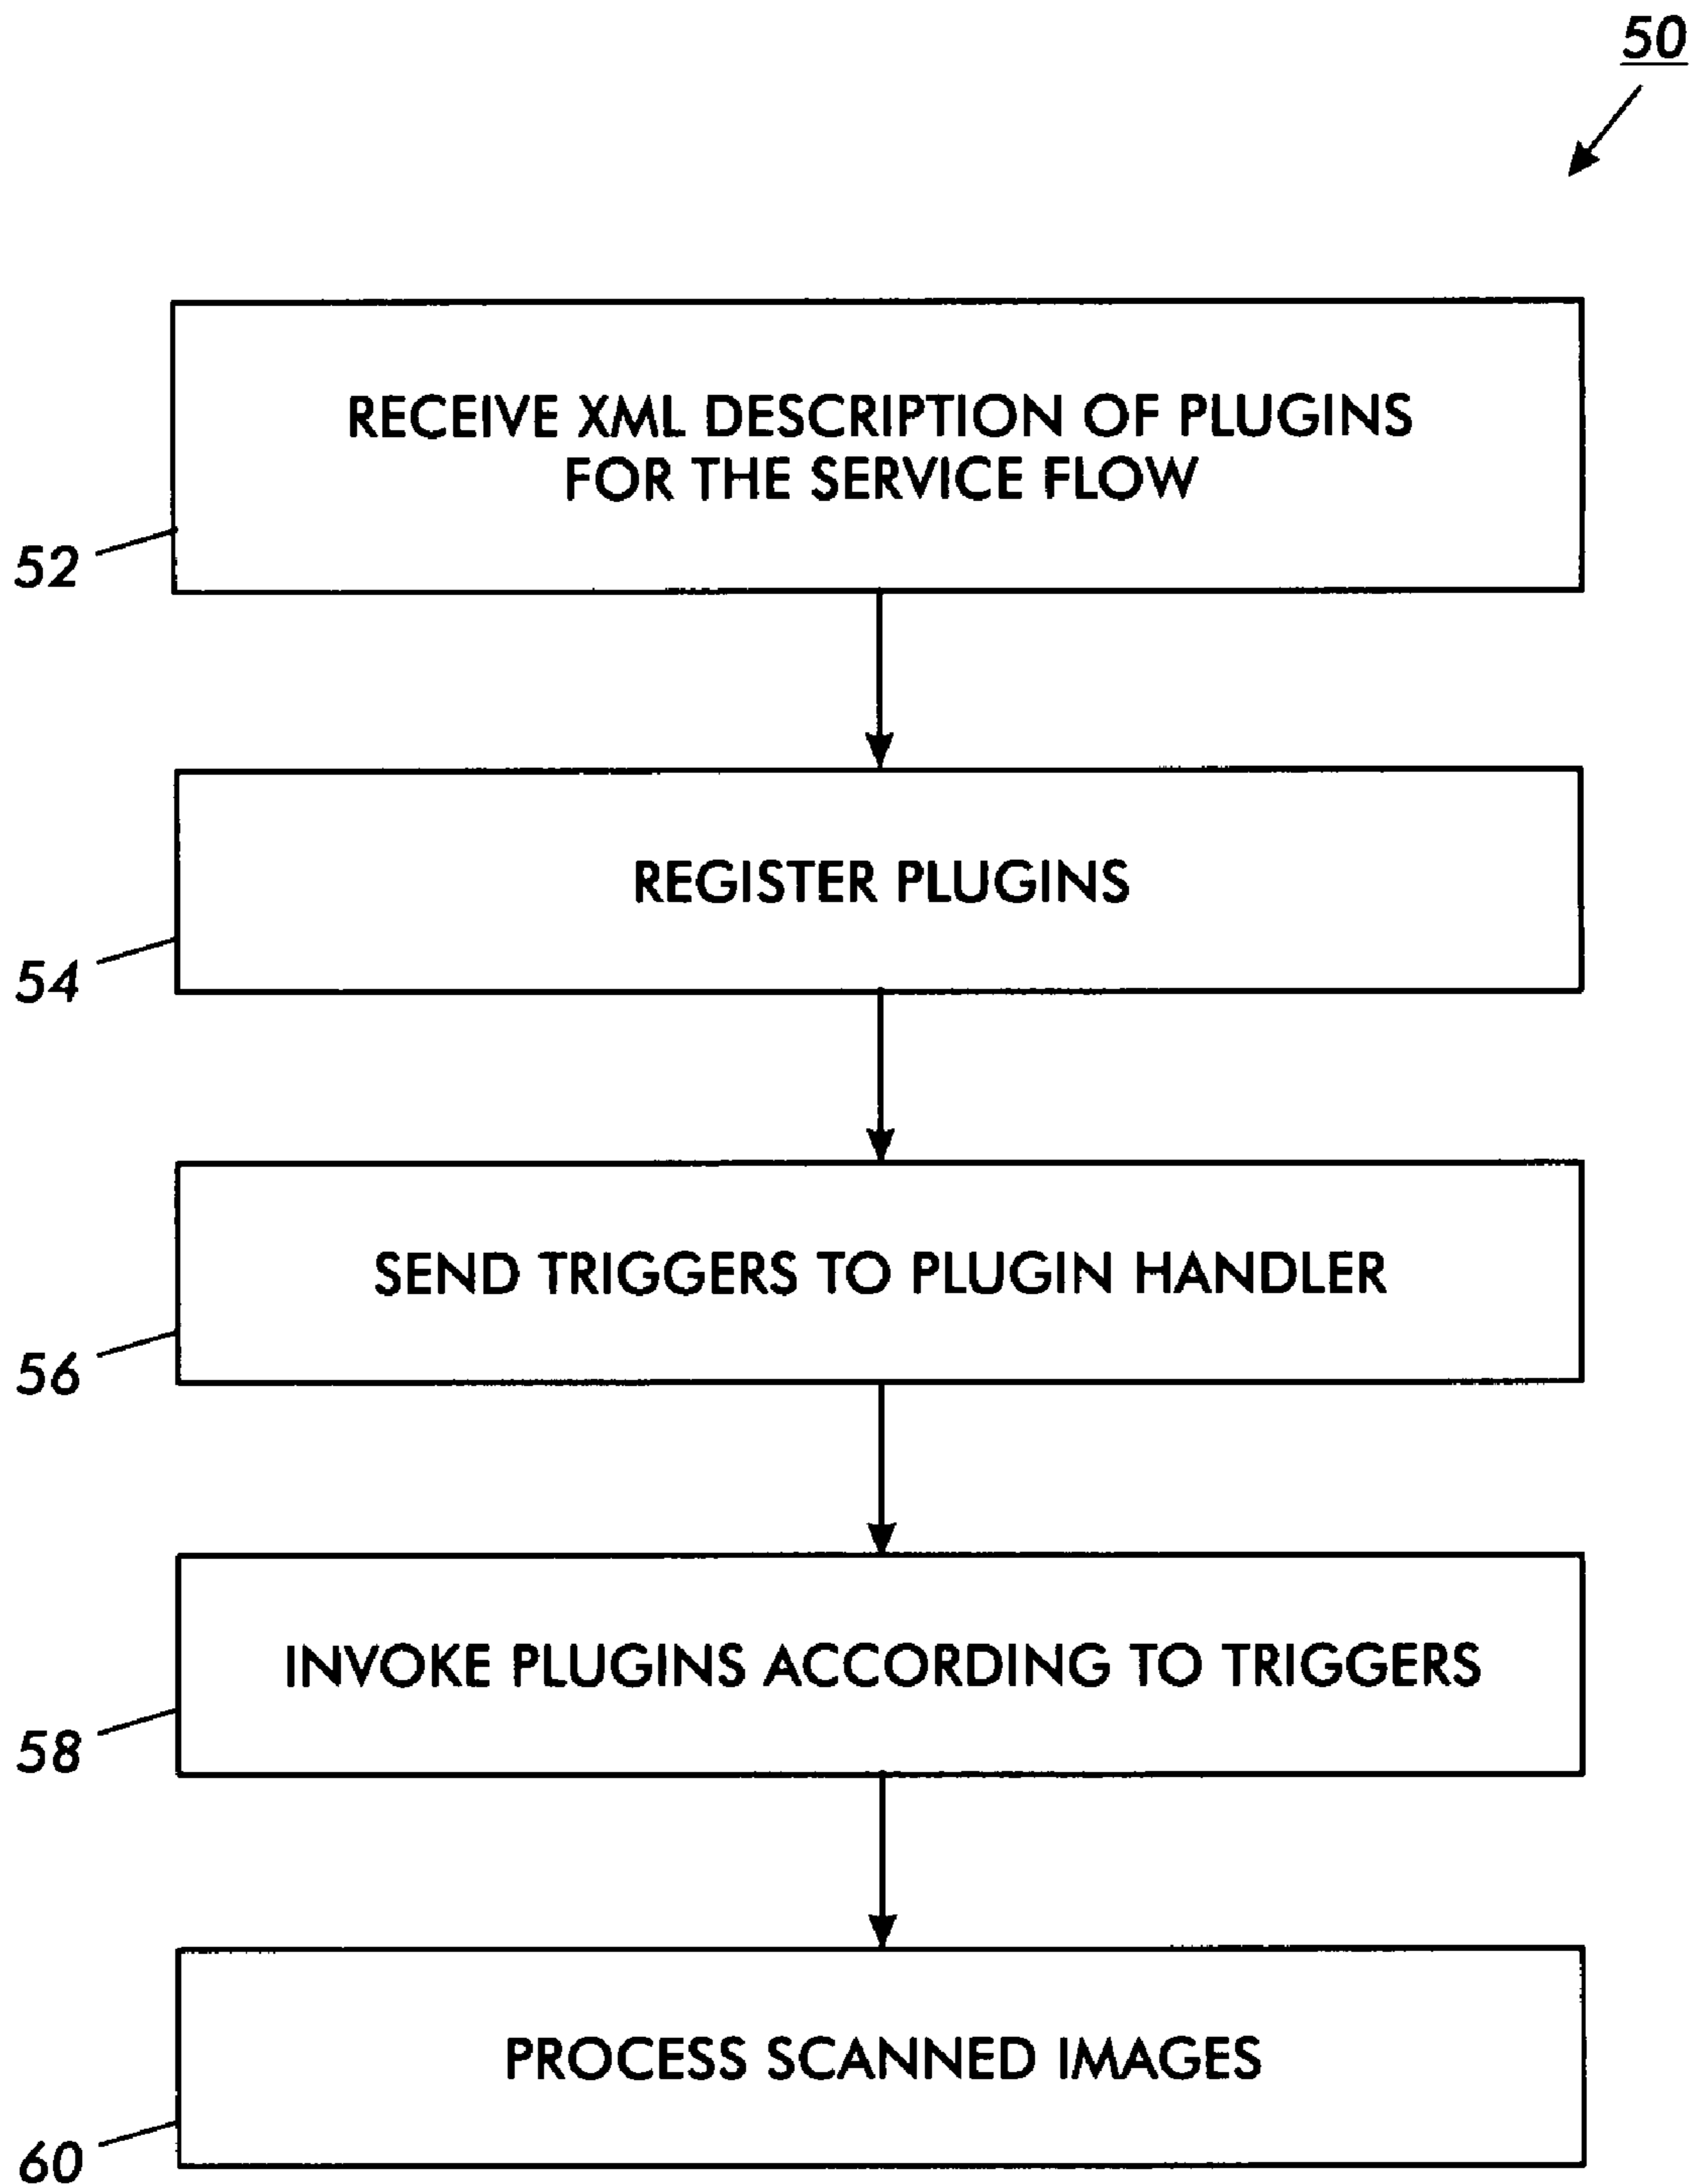 50
RECEIVE XML DESCRIPTION OF PLUGINS
FOR THE SERVICE FLOW
52
REGISTER PLUGINS
54
SEND TRIGGERS TO PLUGIN HANDLER
56
INVOKE PLUGINS ACCORDING TO TRIGGERS
58
PROCESS SCANNED IMAGES
60